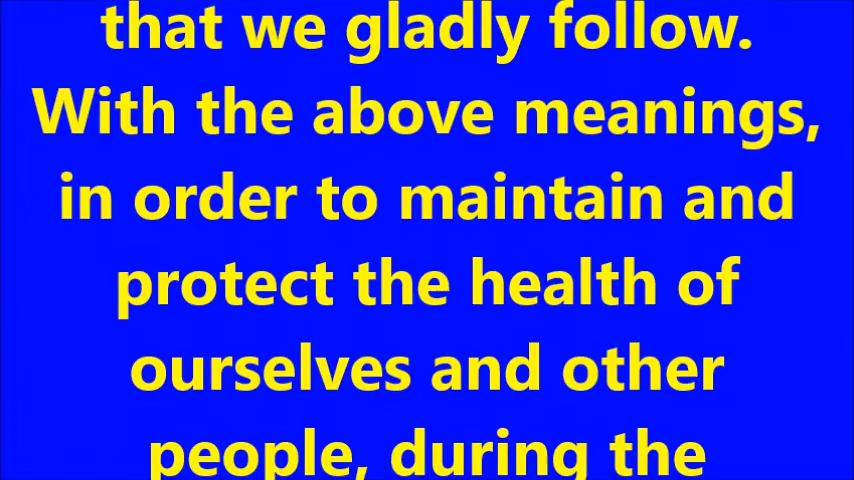 that we gladly follow.
With the above meanings,
in order to maintain and
protect the health of
ourselves and other
people, during the